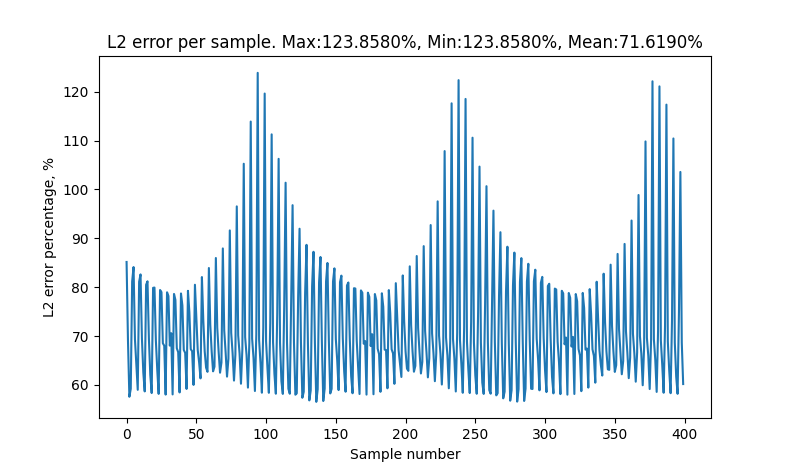 L2 error per sample. Max:123.8580%, Min:123.8580%, Mean:71.6190%
L2 error percentage, %
120
110
100
90
80
70
60
0 50 100 150 200 250 300 350 400
Sample number